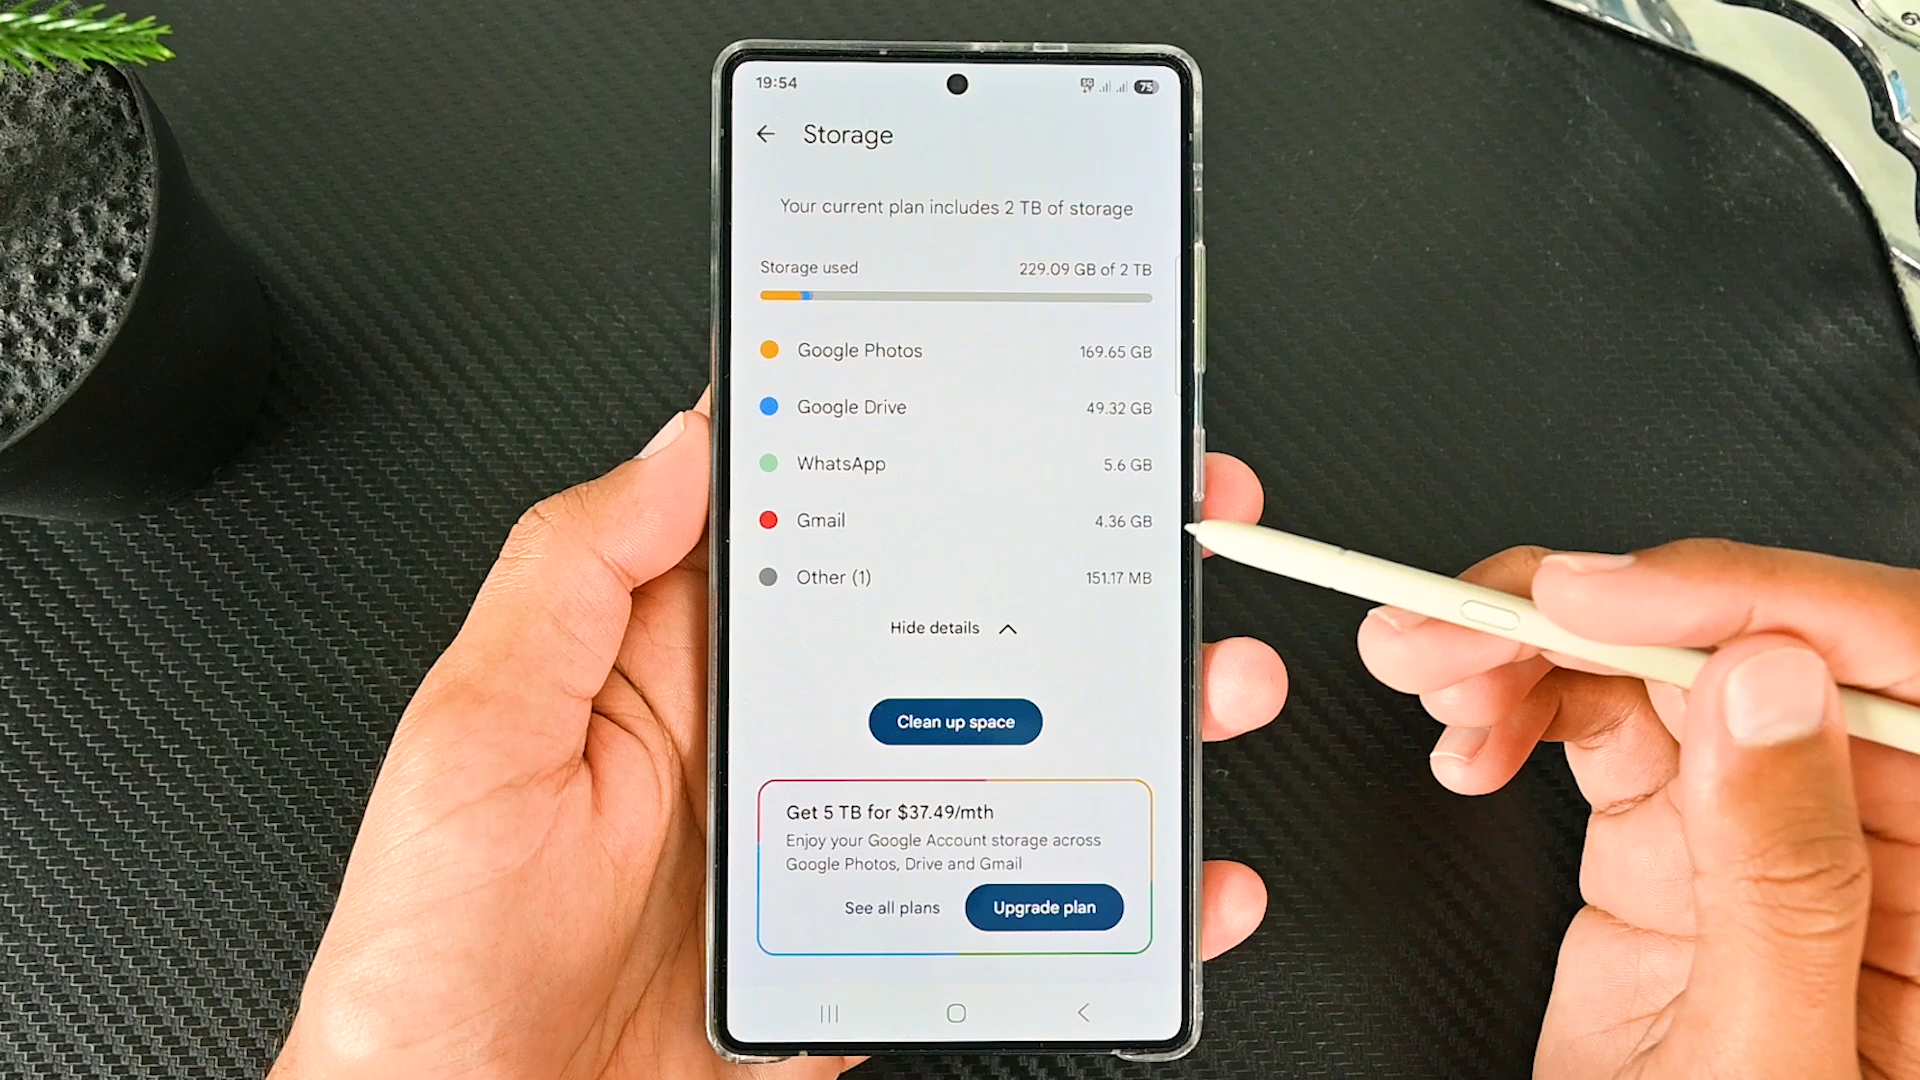 19:54
5G
75
Storage
Your current plan includes 2 TB of storage
Storage used 229.09 GB of 2 TB
Google Photos 169.65 GB
Google Drive 49.32 GB
WhatsApp 5.6 GB
Gmail 4.36 GB
Other (1) 151.17 MB
Hide details
Clean up space
Get 5 TB for $37.49/mth
Enjoy your Google Account storage across
Google Photos, Drive and Gmail
See all plans Upgrade plan